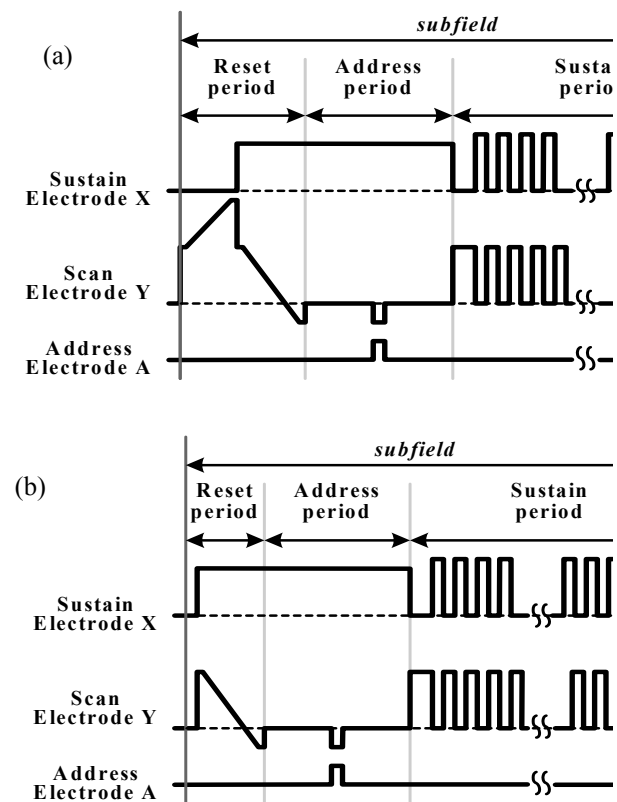 (a)
subfield
Reset period
Address period
Susta
perio
Sustain
Electrode X
Scan
Electrode Y
Address
Electrode A
(b)
subfield
Reset period
Address period
Sustain period
Sustain
Electrode X
Scan
Electrode Y
Address
Electrode A